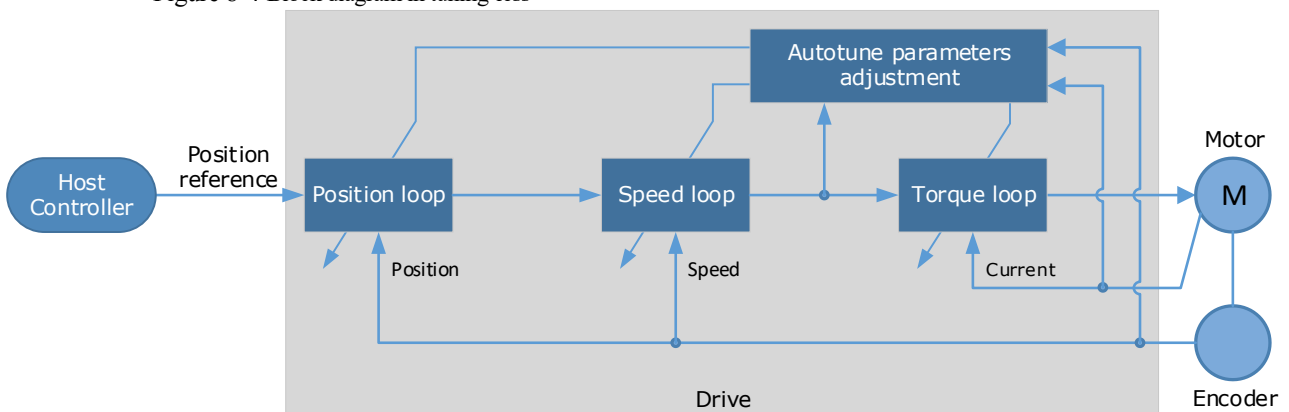 Autotune parameters
adjustment
Motor
Position
reference
Host
Controller
Position loop
Speed loop
Torque loop
M
Position
Speed
Current
Drive
Encoder